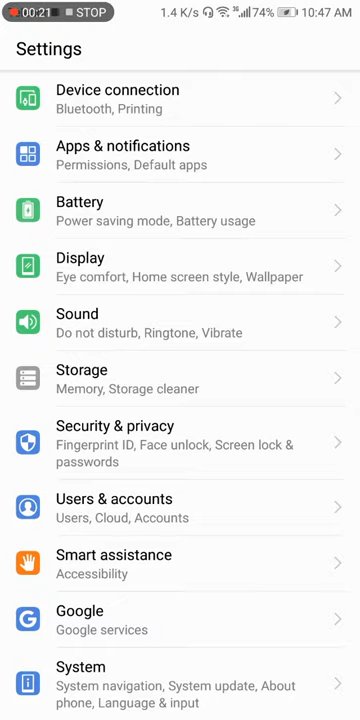 00:21 STOP 1.4 K/s 3G 74% 10:47 AM
Settings
Device connection
Bluetooth, Printing
Apps & notifications
Permissions, Default apps
Battery
Power saving mode, Battery usage
Display
Eye comfort, Home screen style, Wallpaper
Sound
Do not disturb, Ringtone, Vibrate
Storage
Memory, Storage cleaner
Security & privacy
Fingerprint ID, Face unlock, Screen lock &
passwords
Users & accounts
Users, Cloud, Accounts
Smart assistance
Accessibility
Google
Google services
System
System navigation, System update, About
phone, Language & input